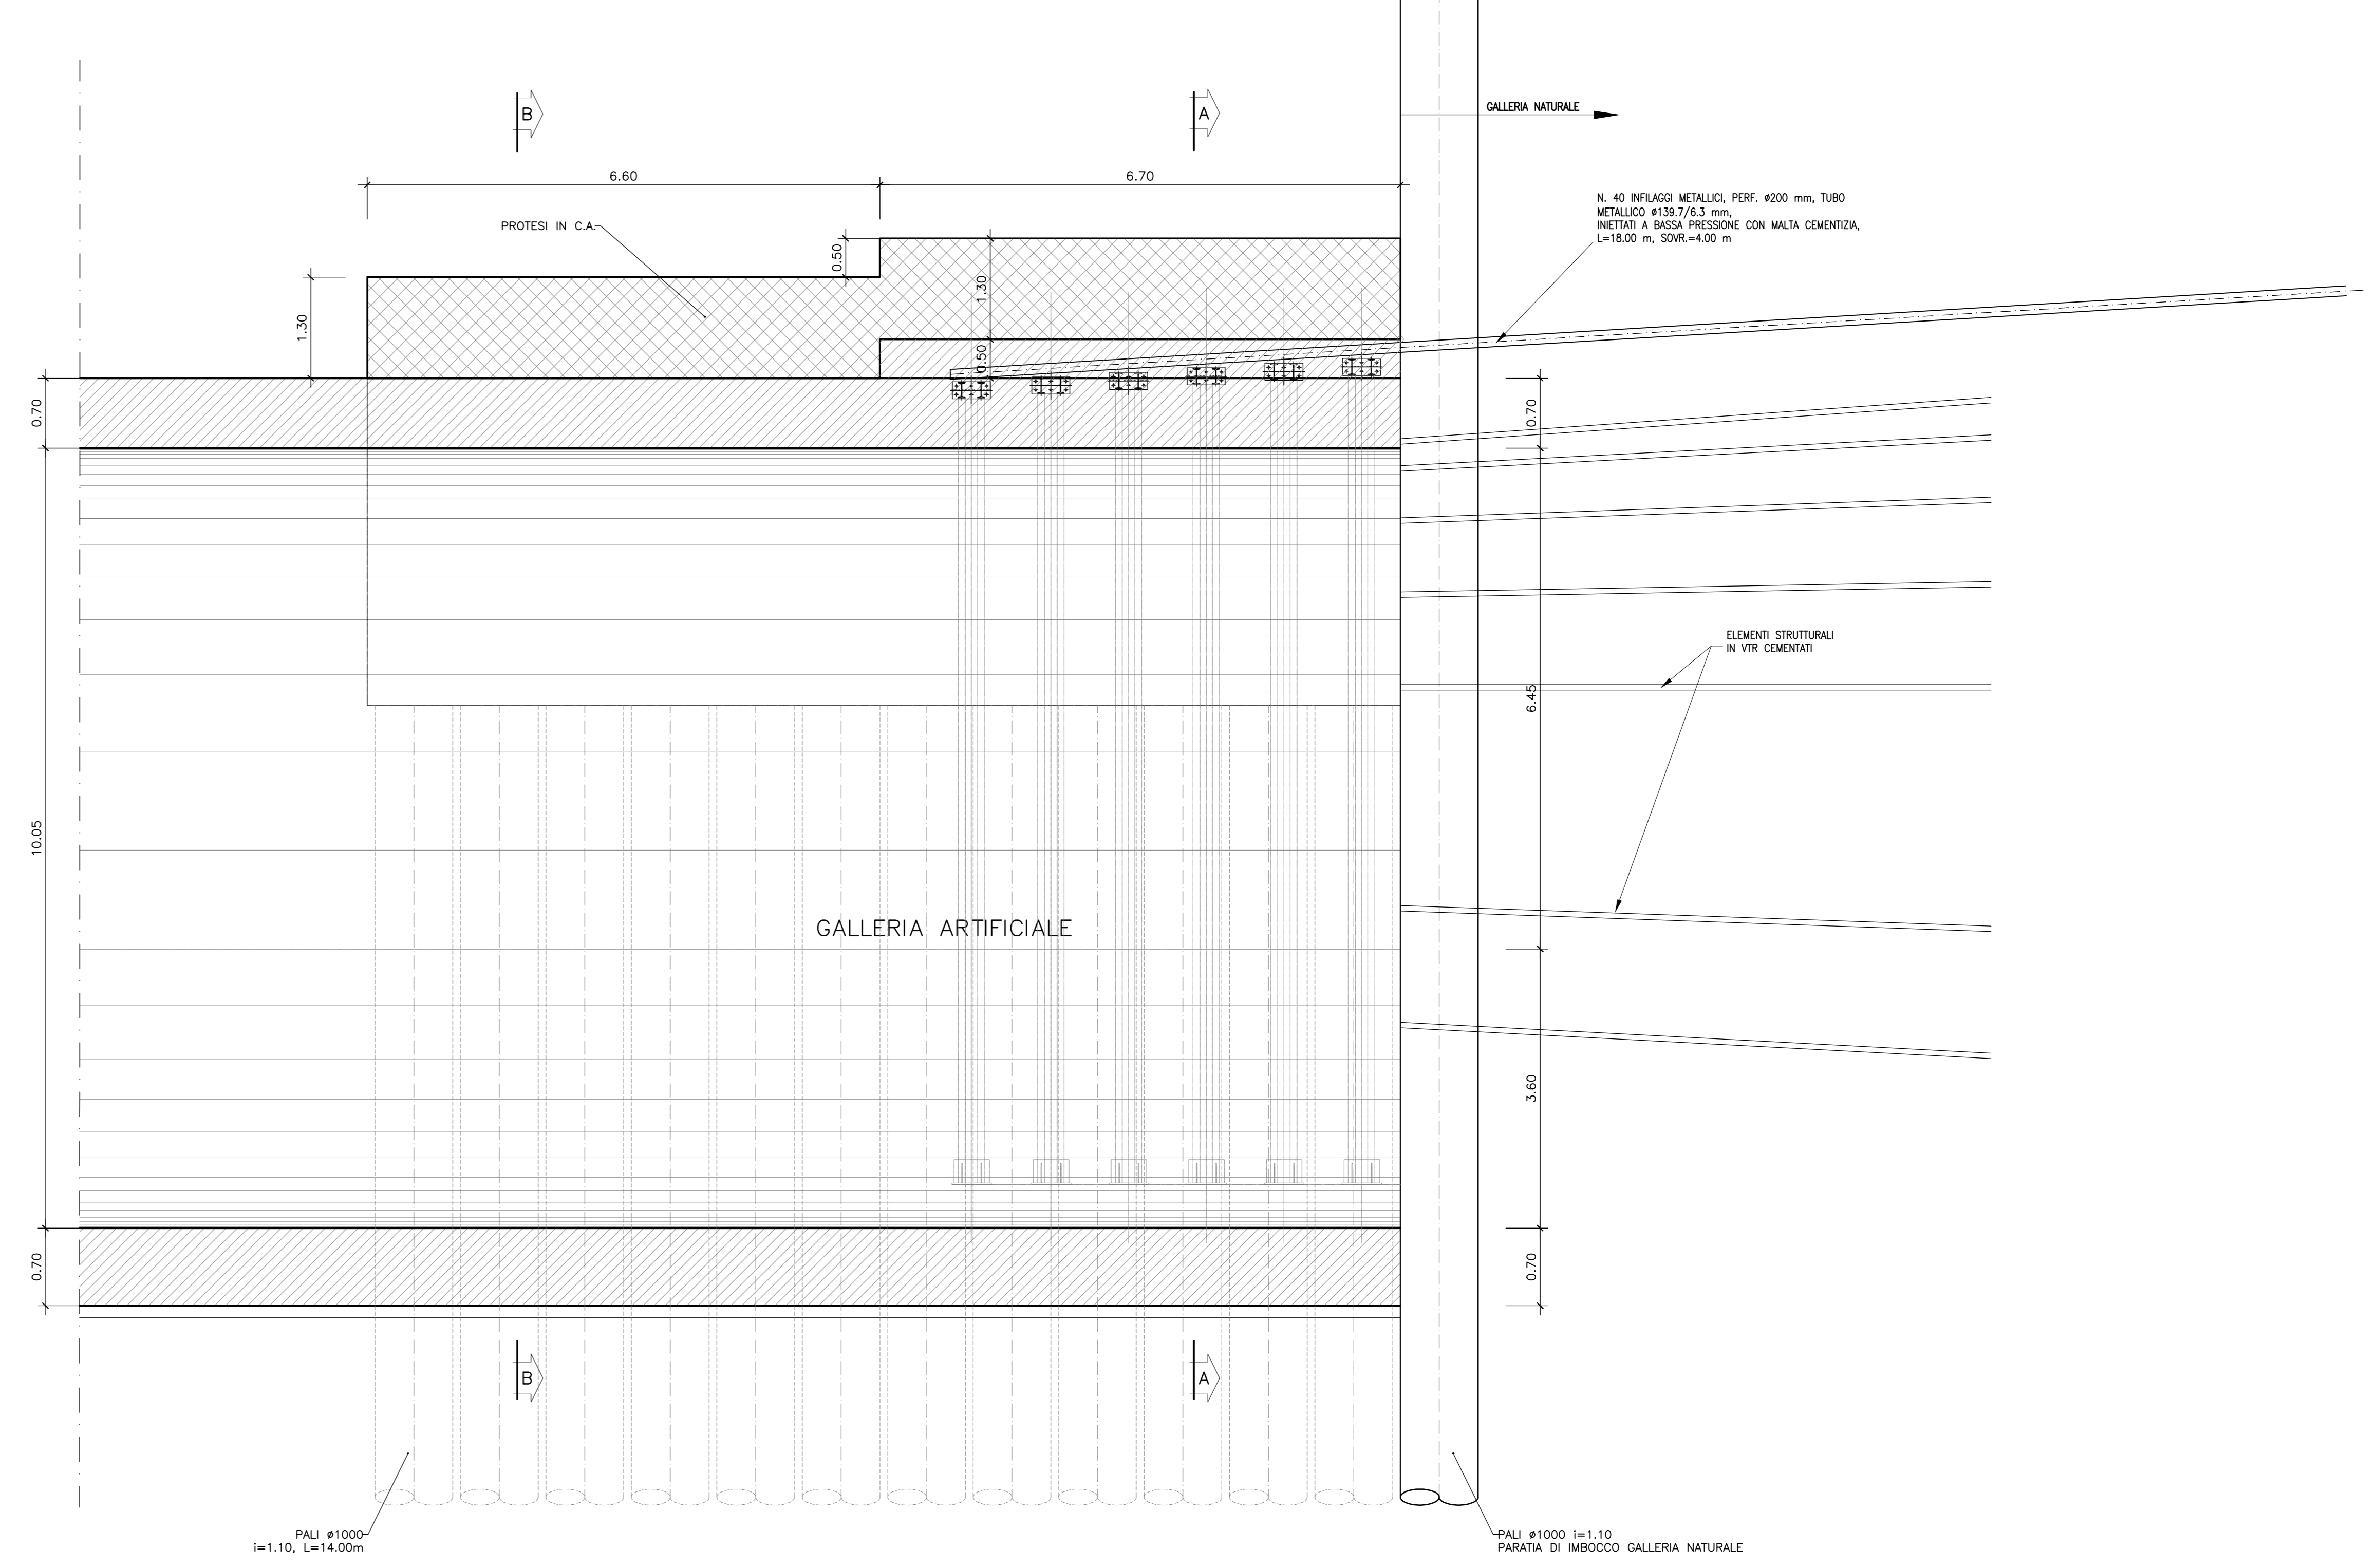 B
A
GALLERIA NATURALE
6.60
6.70
N. 40 INFILAGGI METALLICI, PERF. ø200 mm, TUBO
METALLICO ø139.7/6.3 mm,
INIETTATI A BASSA PRESSIONE CON MALTA CEMENTIZIA,
L=18.00 m, SOVR.=4.00 m
PROTESI IN C.A.
0.50
1.30
1.30
0.50
0.70
0.70
ELEMENTI STRUTTURALI
IN VTR CEMENTATI
6.45
10.05
GALLERIA ARTIFICIALE
3.60
0.70
0.70
B
A
PALI ø1000
i=1.10, L=14.00m
PALI ø1000 i=1.10
PARATIA DI IMBOCCO GALLERIA NATURALE